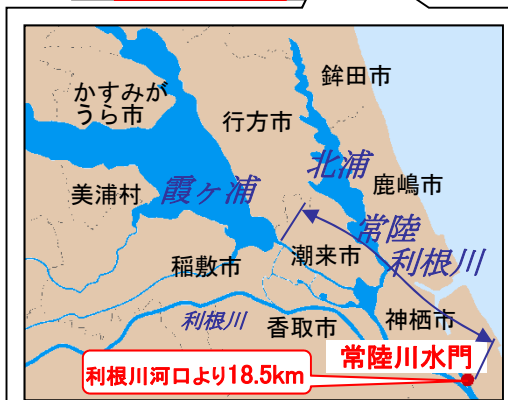 鉾田市
かすみが
うら市
行方市
北浦
美浦村
霞ヶ浦
鹿嶋市
常陸
利根川
稲敷市
潮来市
利根川
香取市
神栖市
常陸川水門
利根川河口より18.5km